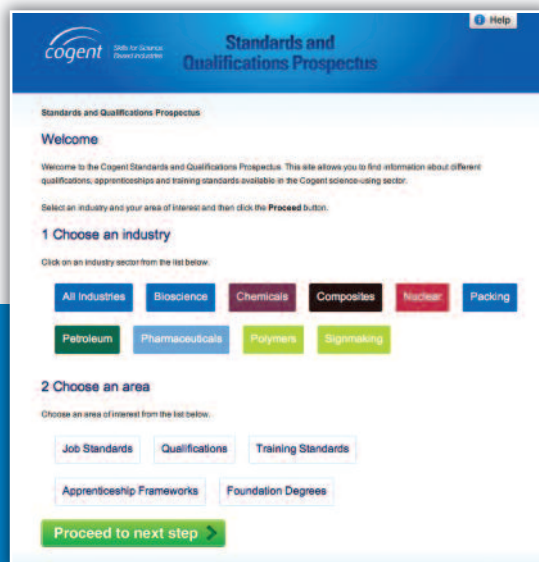 Help
cogent Skills for Science
Based Industries
Standards and
Qualifications Prospectus
Standards and Qualifications Prospectus
Welcome
Welcome to the Cogent Standards and Qualifications Prospectus. This site allows you to find information about different
qualifications, apprenticeships and training standards available in the Cogent science-using sector.
Select an industry and your area of interest and then click the Proceed button.
1 Choose an industry
Click on an industry sector from the list below.
All Industries Bioscience Chemicals Composites Nuclear Packing
Petroleum Pharmaceuticals Polymers Signmaking
2 Choose an area
Choose an area of interest from the list below.
Job Standards Qualifications Training Standards
Apprenticeship Frameworks Foundation Degrees
Proceed to next step